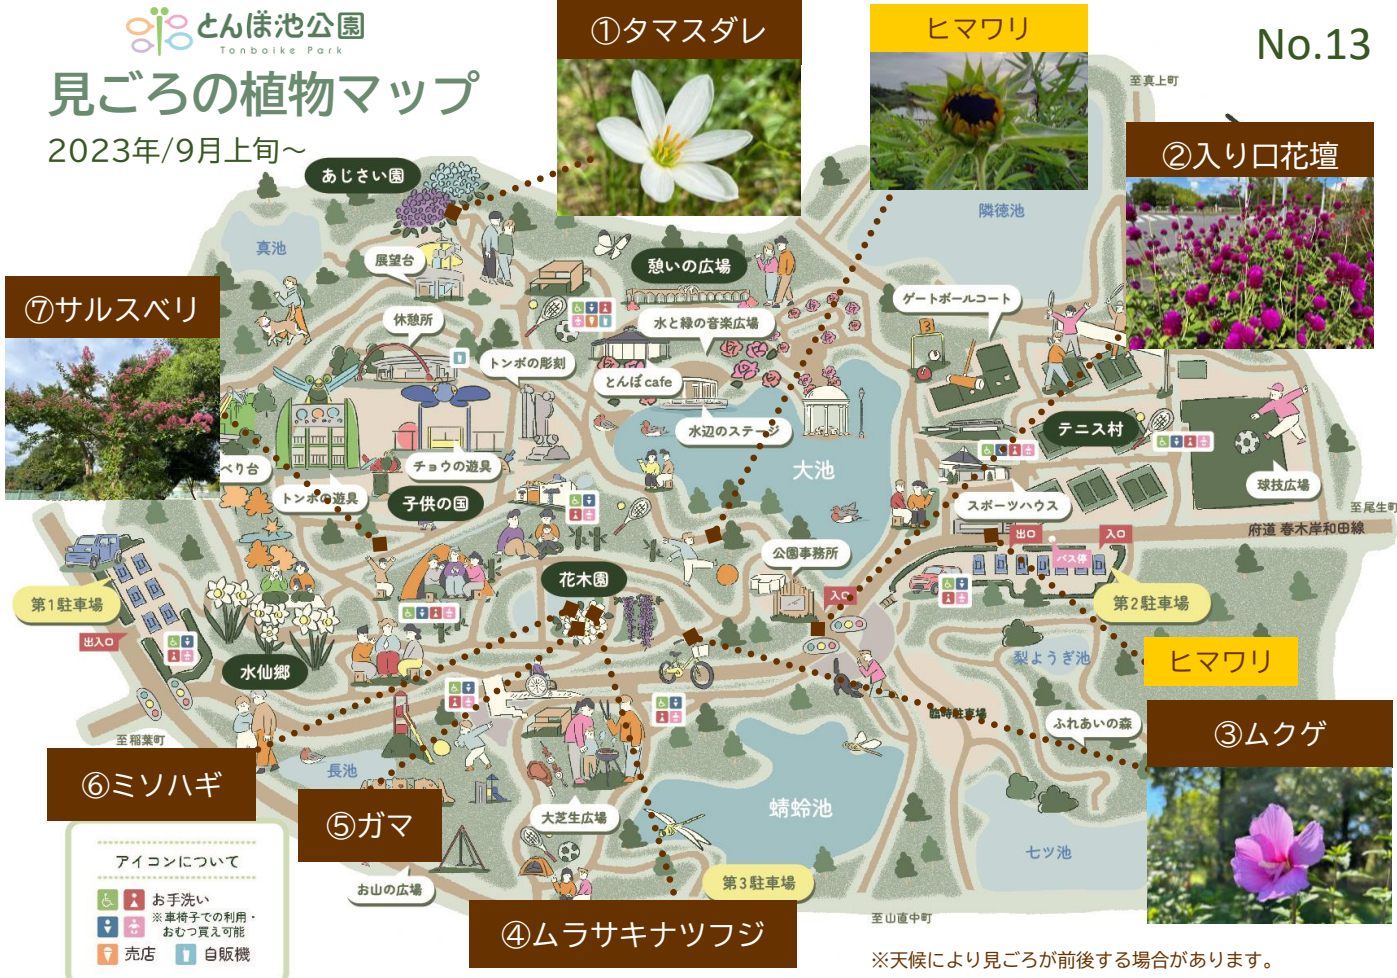 とんぼ池公園
Tonboike Park
見ごろの植物マップ
2023年/9月上旬～
No.13
①タマスダレ
ヒマワリ
②入り口花壇
至真上町
あじさい園
真池
展望台
憩いの広場
隣徳池
⑦サルスベリ
休憩所
水と緑の音楽広場
ゲートボールコート
トンボの彫刻
とんぼcafe
水辺のステージ
テニス村
べり台
チョウの遊具
トンボの遊具
子供の国
大池
球技広場
スポーツハウス
至尾生町
府道 春木岸和田線
出口
入口
バス停
公園事務所
花木園
入口
第1駐車場
第2駐車場
出入口
水仙郷
梨ようぎ池
ヒマワリ
臨時駐車場
ふれあいの森
③ムクゲ
至稲葉町
長池
⑥ミソハギ
⑤ガマ
大芝生広場
蜻蛉池
七ツ池
お山の広場
第3駐車場
④ムラサキナツフジ
至山直中町
アイコンについて
お手洗い
※車椅子での利用・
おむつ買え可能
売店
自販機
※天候により見ごろが前後する場合があります。